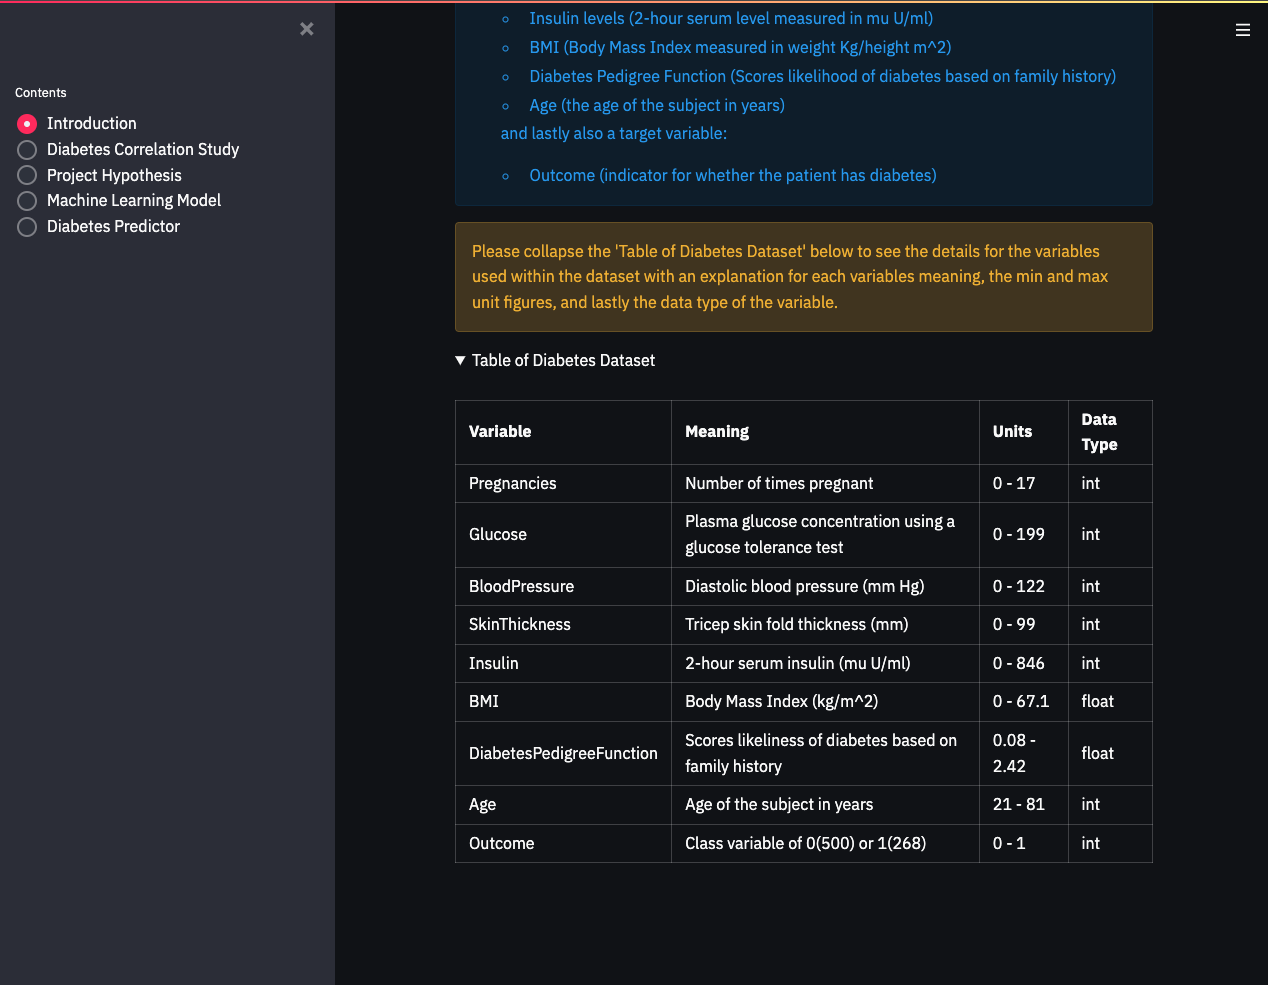 Contents
Introduction
Diabetes Correlation Study
Project Hypothesis
Machine Learning Model
Diabetes Predictor
Insulin levels (2-hour serum level measured in mu U/ml)
BMI (Body Mass Index measured in weight Kg/height m^2)
Diabetes Pedigree Function (Scores likelihood of diabetes based on family history)
Age (the age of the subject in years)
and lastly also a target variable:
Outcome (indicator for whether the patient has diabetes)
Please collapse the 'Table of Diabetes Dataset' below to see the details for the variables
used within the dataset with an explanation for each variables meaning, the min and max
unit figures, and lastly the data type of the variable.
Table of Diabetes Dataset
Variable Meaning Units Data Type
Pregnancies Number of times pregnant 0 - 17 int
Glucose Plasma glucose concentration using a glucose tolerance test 0 - 199 int
BloodPressure Diastolic blood pressure (mm Hg) 0 - 122 int
SkinThickness Tricep skin fold thickness (mm) 0 - 99 int
Insulin 2-hour serum insulin (mu U/ml) 0 - 846 int
BMI Body Mass Index (kg/m^2) 0 - 67.1 float
DiabetesPedigreeFunction Scores likeliness of diabetes based on family history 0.08 - 2.42 float
Age Age of the subject in years 21 - 81 int
Outcome Class variable of 0(500) or 1(268) 0 - 1 int